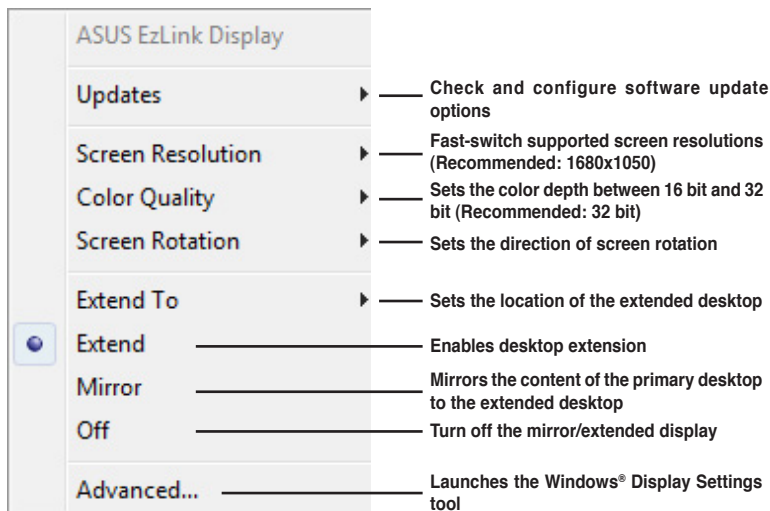 ASUS EzLink Display
Updates
Check and configure software update
options
Screen Resolution
Fast-switch supported screen resolutions
(Recommended: 1680x1050)
Color Quality
Sets the color depth between 16 bit and 32
bit (Recommended: 32 bit)
Screen Rotation
Sets the direction of screen rotation
Extend To
Sets the location of the extended desktop
Extend
Enables desktop extension
Mirror
Mirrors the content of the primary desktop
to the extended desktop
Off
Turn off the mirror/extended display
Advanced...
Launches the Windows® Display Settings
tool